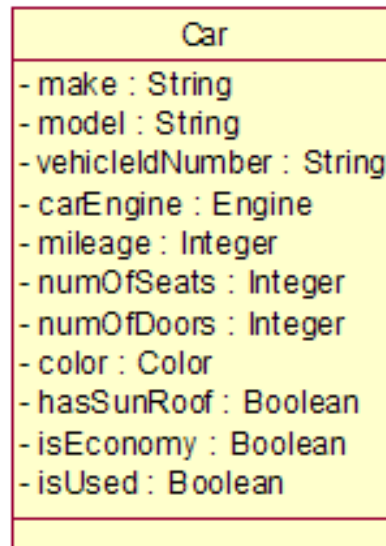 Car
- make : String
- model : String
- vehicleIdNumber : String
- carEngine : Engine
- mileage : Integer
- numOfSeats : Integer
- numOfDoors : Integer
- color : Color
- hasSunRoof : Boolean
- isEconomy : Boolean
- isUsed : Boolean